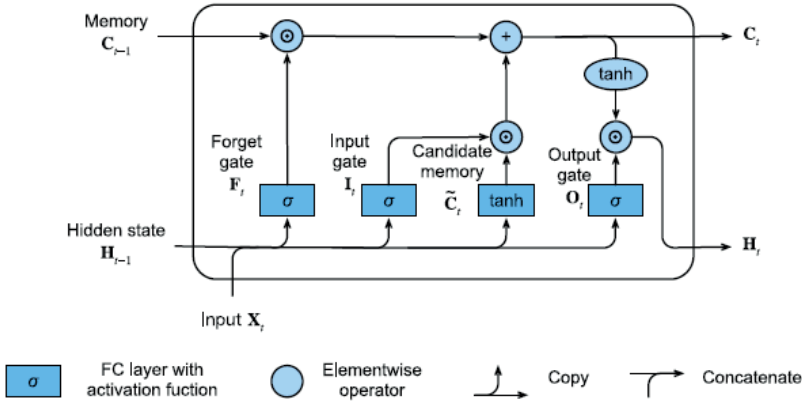 Memory
C_{t-1}
C_t
tanh
Forget
gate
F_t
Input
gate
I_t
Candidate
memory
C̃_t
Output
gate
O_t
σ
σ
tanh
σ
Hidden state
H_{t-1}
H_t
Input X_t
σ
FC layer with
activation fuction
Elementwise
operator
Copy
Concatenate